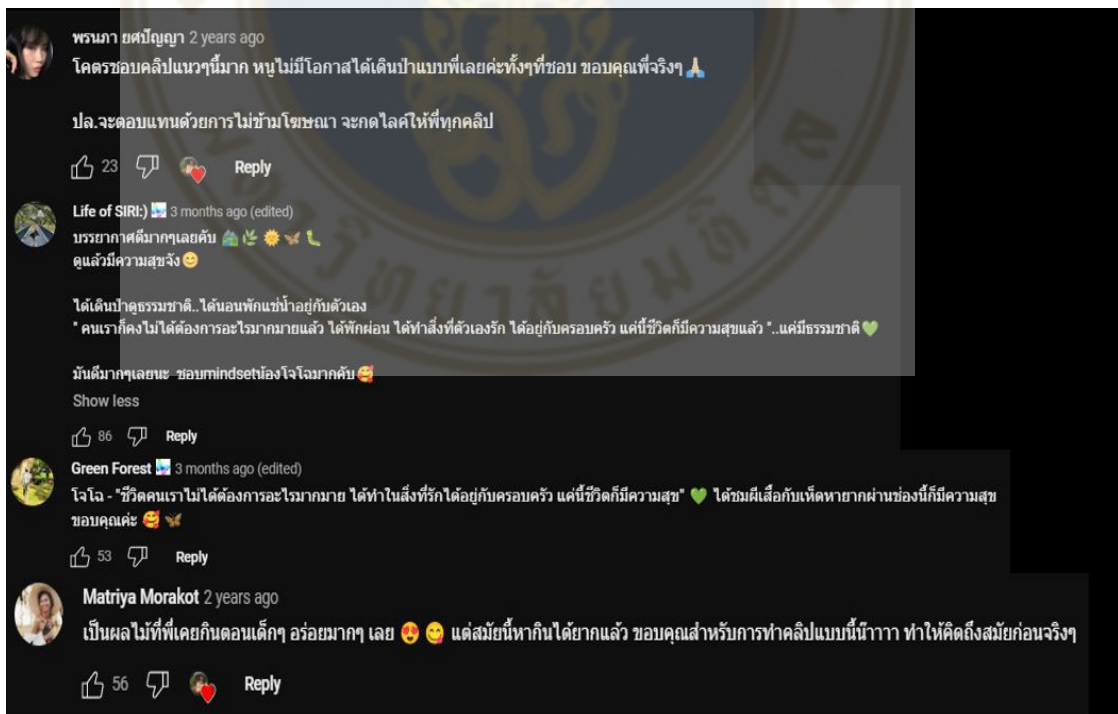 พรนภา ยศปัญญา 2 years ago
โคตรชอบคลิปแนวๆนี้มาก หนูไม่มีโอกาสได้เดินป่าแบบพี่เลยค่ะทั้งๆที่ชอบ ขอบคุณพี่จริงๆ 🙏
ปล.จะตอบแทนด้วยการไม่ข้ามโฆษณา จะกดไลค์ให้พี่ทุกคลิป
23 Reply
Life of SIRI:) 3 months ago (edited)
บรรยากาศดีมากๆเลยคับ 🏞️🌿🌞🦋🐛
ดูแล้วมีความสุขจัง😊
ได้เดินป่าดูธรรมชาติ..ได้นอนพักแช่น้ำอยู่กับตัวเอง
" คนเราก็คงไม่ได้ต้องการอะไรมากมายแล้ว ได้พักผ่อน ได้ทำสิ่งที่ตัวเองรัก ได้อยู่กับครอบครัว แค่นี้ชีวิตก็มีความสุขแล้ว "..แค่มีธรรมชาติ💚
มันดีมากๆเลยนะ ชอบmindsetน้องโจโฉมากคับ🥰
Show less
86 Reply
Green Forest 3 months ago (edited)
โจโฉ - "ชีวิตคนเราไม่ได้ต้องการอะไรมากมาย ได้ทำในสิ่งที่รักได้อยู่กับครอบครัว แค่นี้ชีวิตก็มีความสุข" 💚 ได้ชมผีเสื้อกับเห็ดหายากผ่านช่องนี้ก็มีความสุข
ขอบคุณค่ะ 🥰 🦋
53 Reply
Matriya Morakot 2 years ago
เป็นผลไม้ที่พี่เคยกินตอนเด็กๆ อร่อยมากๆ เลย 😍 😋 แต่สมัยนี้หากินได้ยากแล้ว ขอบคุณสำหรับการทำคลิปแบบนี้น๊าาาา ทำให้คิดถึงสมัยก่อนจริงๆ
56 Reply